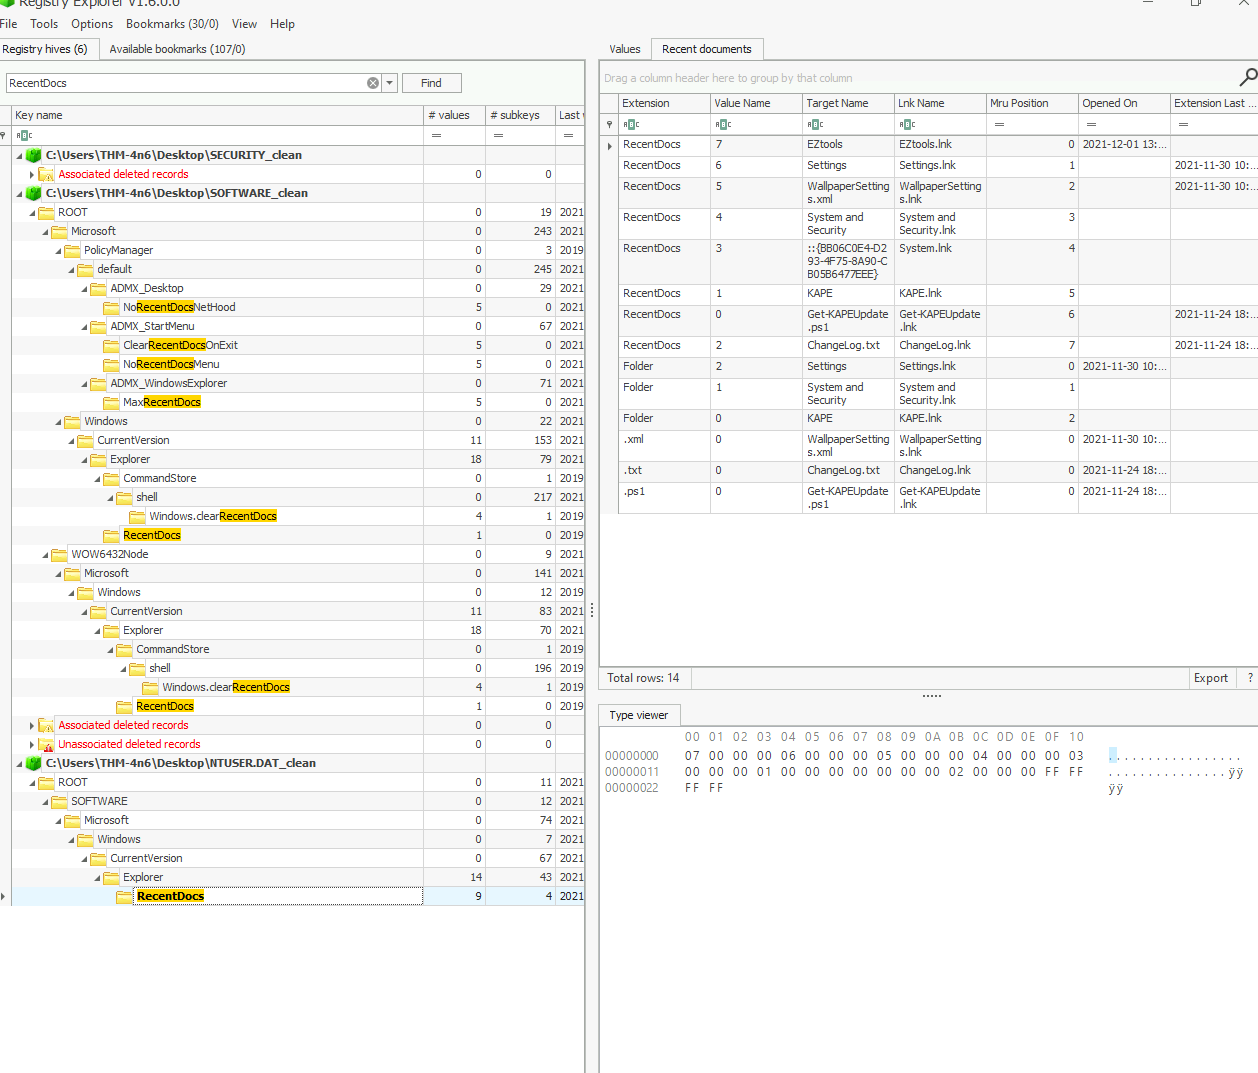 Registry Explorer v1.6.0.0
File Tools Options Bookmarks (30/0) View Help
Registry hives (6) Available bookmarks (107/0)
RecentDocs Find
Key name # values # subkeys Last
C:\Users\THM-4n6\Desktop\SECURITY_clean
Associated deleted records 0 0
C:\Users\THM-4n6\Desktop\SOFTWARE_clean
ROOT 0 19 2021
Microsoft 0 243 2021
PolicyManager 0 3 2019
default 0 245 2021
ADMX_Desktop 0 29 2021
NoRecentDocsNetHood 5 0 2021
ADMX_StartMenu 0 67 2021
ClearRecentDocsOnExit 5 0 2021
NoRecentDocsMenu 5 0 2021
ADMX_WindowsExplorer 0 71 2021
MaxRecentDocs 5 0 2021
Windows 0 22 2021
CurrentVersion 11 153 2021
Explorer 18 79 2021
CommandStore 0 1 2019
shell 0 217 2021
Windows.clearRecentDocs 4 1 2019
RecentDocs 1 0 2019
WOW6432Node 0 9 2021
Microsoft 0 141 2021
Windows 0 12 2019
CurrentVersion 11 83 2021
Explorer 18 70 2021
CommandStore 0 1 2019
shell 0 196 2019
Windows.clearRecentDocs 4 1 2019
RecentDocs 1 0 2019
Associated deleted records 0 0
Unassociated deleted records 0 0
C:\Users\THM-4n6\Desktop\NTUSER.DAT_clean
ROOT 0 11 2021
SOFTWARE 0 12 2021
Microsoft 0 74 2021
Windows 0 7 2021
CurrentVersion 0 67 2021
Explorer 14 43 2021
RecentDocs 9 4 2021
Values Recent documents
Drag a column header here to group by that column
Extension Value Name Target Name Lnk Name Mru Position Opened On Extension Last ...
RecentDocs 7 EZtools EZtools.lnk 0 2021-12-01 13:...
RecentDocs 6 Settings Settings.lnk 1 2021-11-30 10:...
RecentDocs 5 WallpaperSettin WallpaperSetting 2 2021-11-30 10:...
gs.xml s.lnk
RecentDocs 4 System and System and 3
Security Security.lnk
RecentDocs 3 ::{BB06C0E4-D2 System.lnk 4
93-4F75-8A90-C
B05B6477EEE}
RecentDocs 1 KAPE KAPE.lnk 5
RecentDocs 0 Get-KAPEUpdate Get-KAPEUpdate 6 2021-11-24 18:...
.ps1 .lnk
RecentDocs 2 ChangeLog.txt ChangeLog.lnk 7 2021-11-24 18:...
Folder 2 Settings Settings.lnk 0 2021-11-30 10:...
Folder 1 System and System and 1
Security Security.lnk
Folder 0 KAPE KAPE.lnk 2
.xml 0 WallpaperSetting WallpaperSetting 0 2021-11-30 10:...
s.xml s.lnk
.txt 0 ChangeLog.txt ChangeLog.lnk 0 2021-11-24 18:...
.ps1 0 Get-KAPEUpdate Get-KAPEUpdate 0 2021-11-24 18:...
.ps1 .lnk
Total rows: 14 Export ?
Type viewer
00 01 02 03 04 05 06 07 08 09 0A 0B 0C 0D 0E 0F 10
00000000 07 00 00 00 06 00 00 00 05 00 00 00 04 00 00 00 03 .................
00000011 00 00 00 01 00 00 00 00 00 00 00 02 00 00 00 FF FF ...............ÿÿ
00000022 FF FF ÿÿ